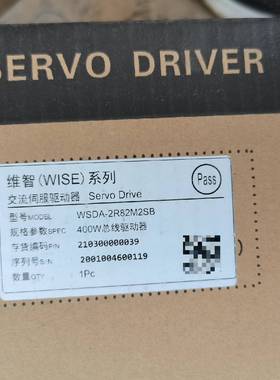 SERVO DRIVER
维智(WISE)系列
Pass
交流伺服驱动器 Servo Drive
型号MODEL WSDA-2R82M2SB
规格参数SPEC 400W总线驱动器
存货编码P/N 210300000039
序列号S/N 2001004600119
数量QTY 1Pc